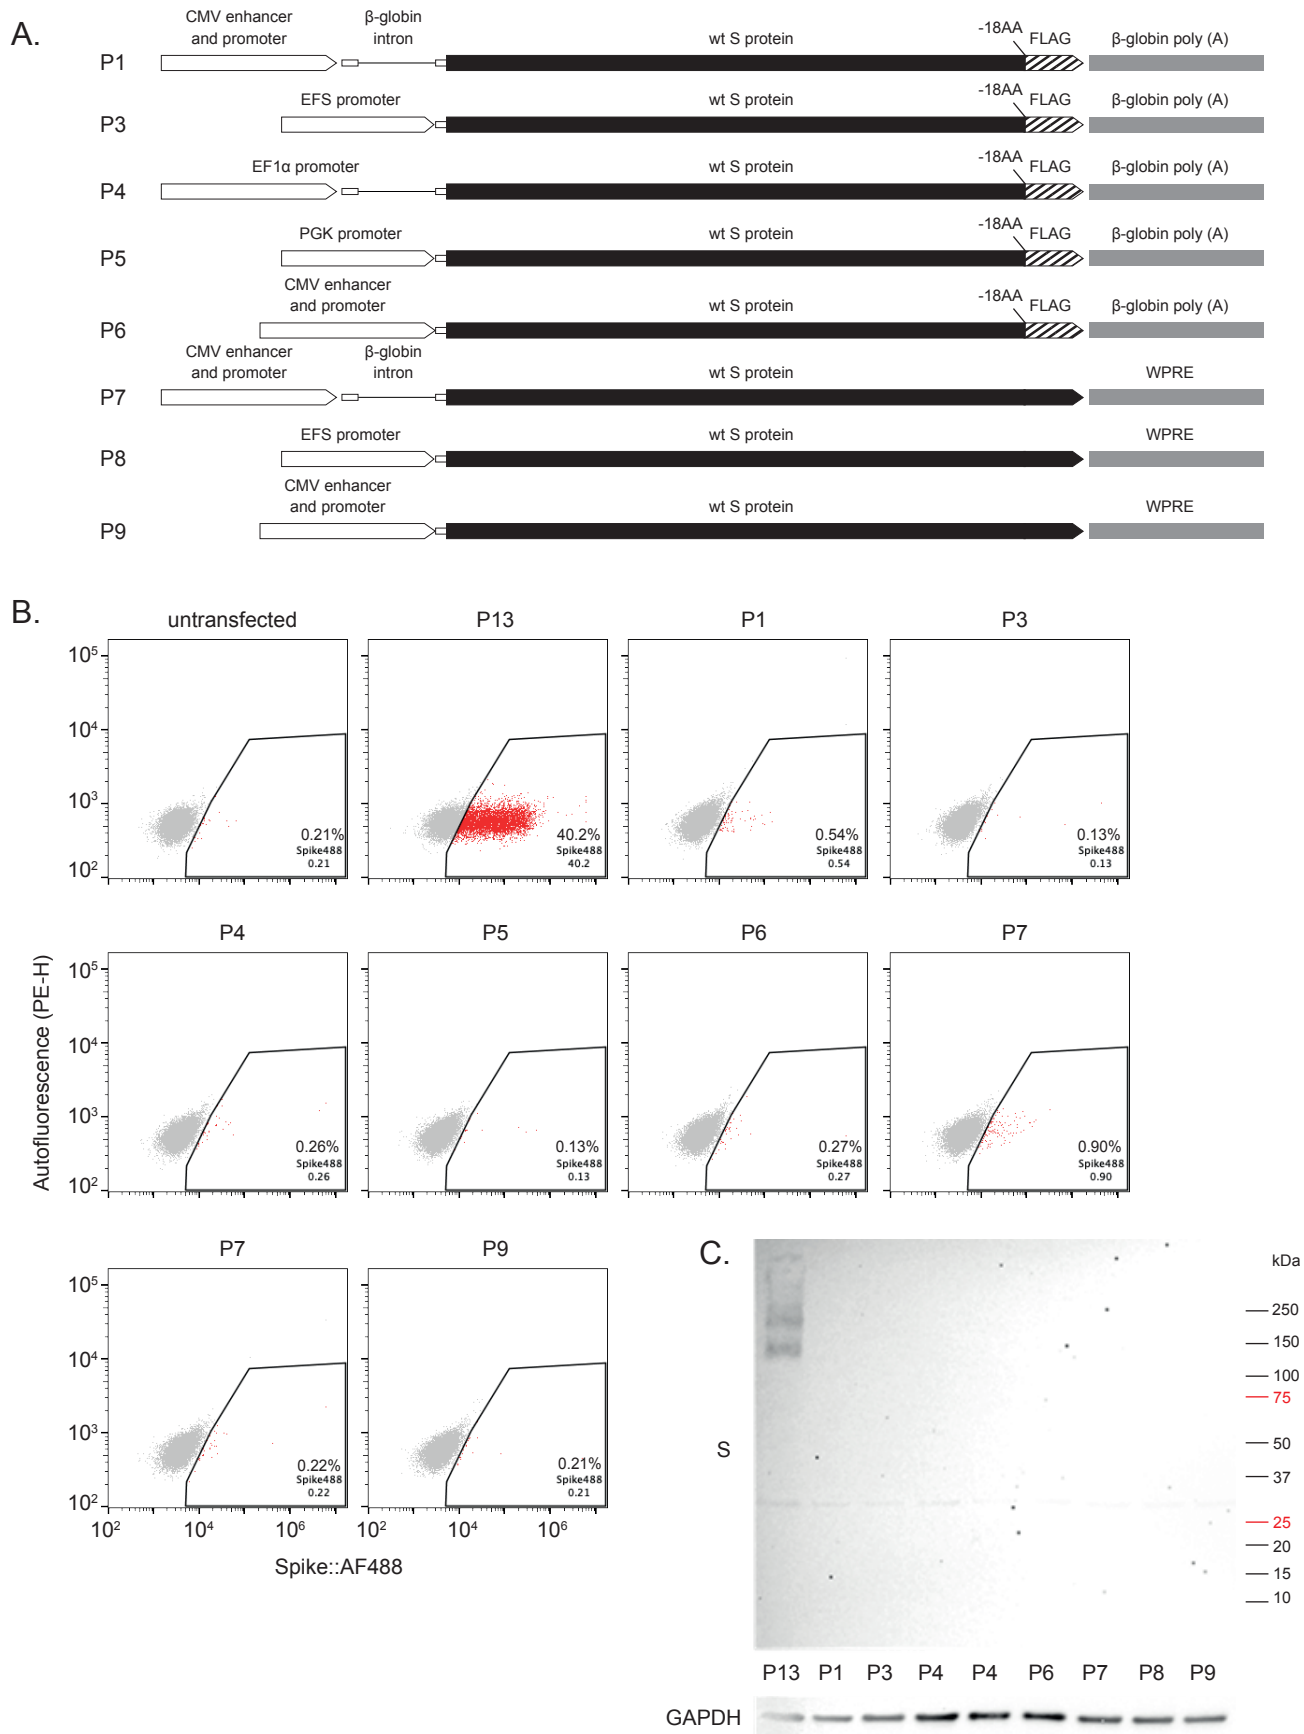 A.
CMV enhancer
and promoter
β-globin
intron
P1
wt S protein
-18AA
FLAG
β-globin poly (A)
EFS promoter
P3
wt S protein
-18AA
FLAG
β-globin poly (A)
EF1α promoter
P4
wt S protein
-18AA
FLAG
β-globin poly (A)
PGK promoter
P5
wt S protein
-18AA
FLAG
β-globin poly (A)
CMV enhancer
and promoter
P6
wt S protein
-18AA
FLAG
β-globin poly (A)
CMV enhancer
and promoter
β-globin
intron
P7
wt S protein
WPRE
EFS promoter
P8
wt S protein
WPRE
CMV enhancer
and promoter
P9
wt S protein
WPRE
B.
untransfected
P13
P1
P3
10⁵
10⁴
10³
10²
0.21%
Spike488
0.21
40.2%
Spike488
40.2
0.54%
Spike488
0.54
0.13%
Spike488
0.13
P4
P5
P6
P7
Autofluorescence (PE-H)
10⁵
10⁴
10³
10²
0.26%
Spike488
0.26
0.13%
Spike488
0.13
0.27%
Spike488
0.27
0.90%
Spike488
0.90
P7
P9
10⁵
10⁴
10³
10²
0.22%
Spike488
0.22
0.21%
Spike488
0.21
10² 10⁴ 10⁶
10² 10⁴ 10⁶
Spike::AF488
C.
kDa
250
150
100
75
50
37
25
20
15
10
S
P13 P1 P3 P4 P4 P6 P7 P8 P9
GAPDH